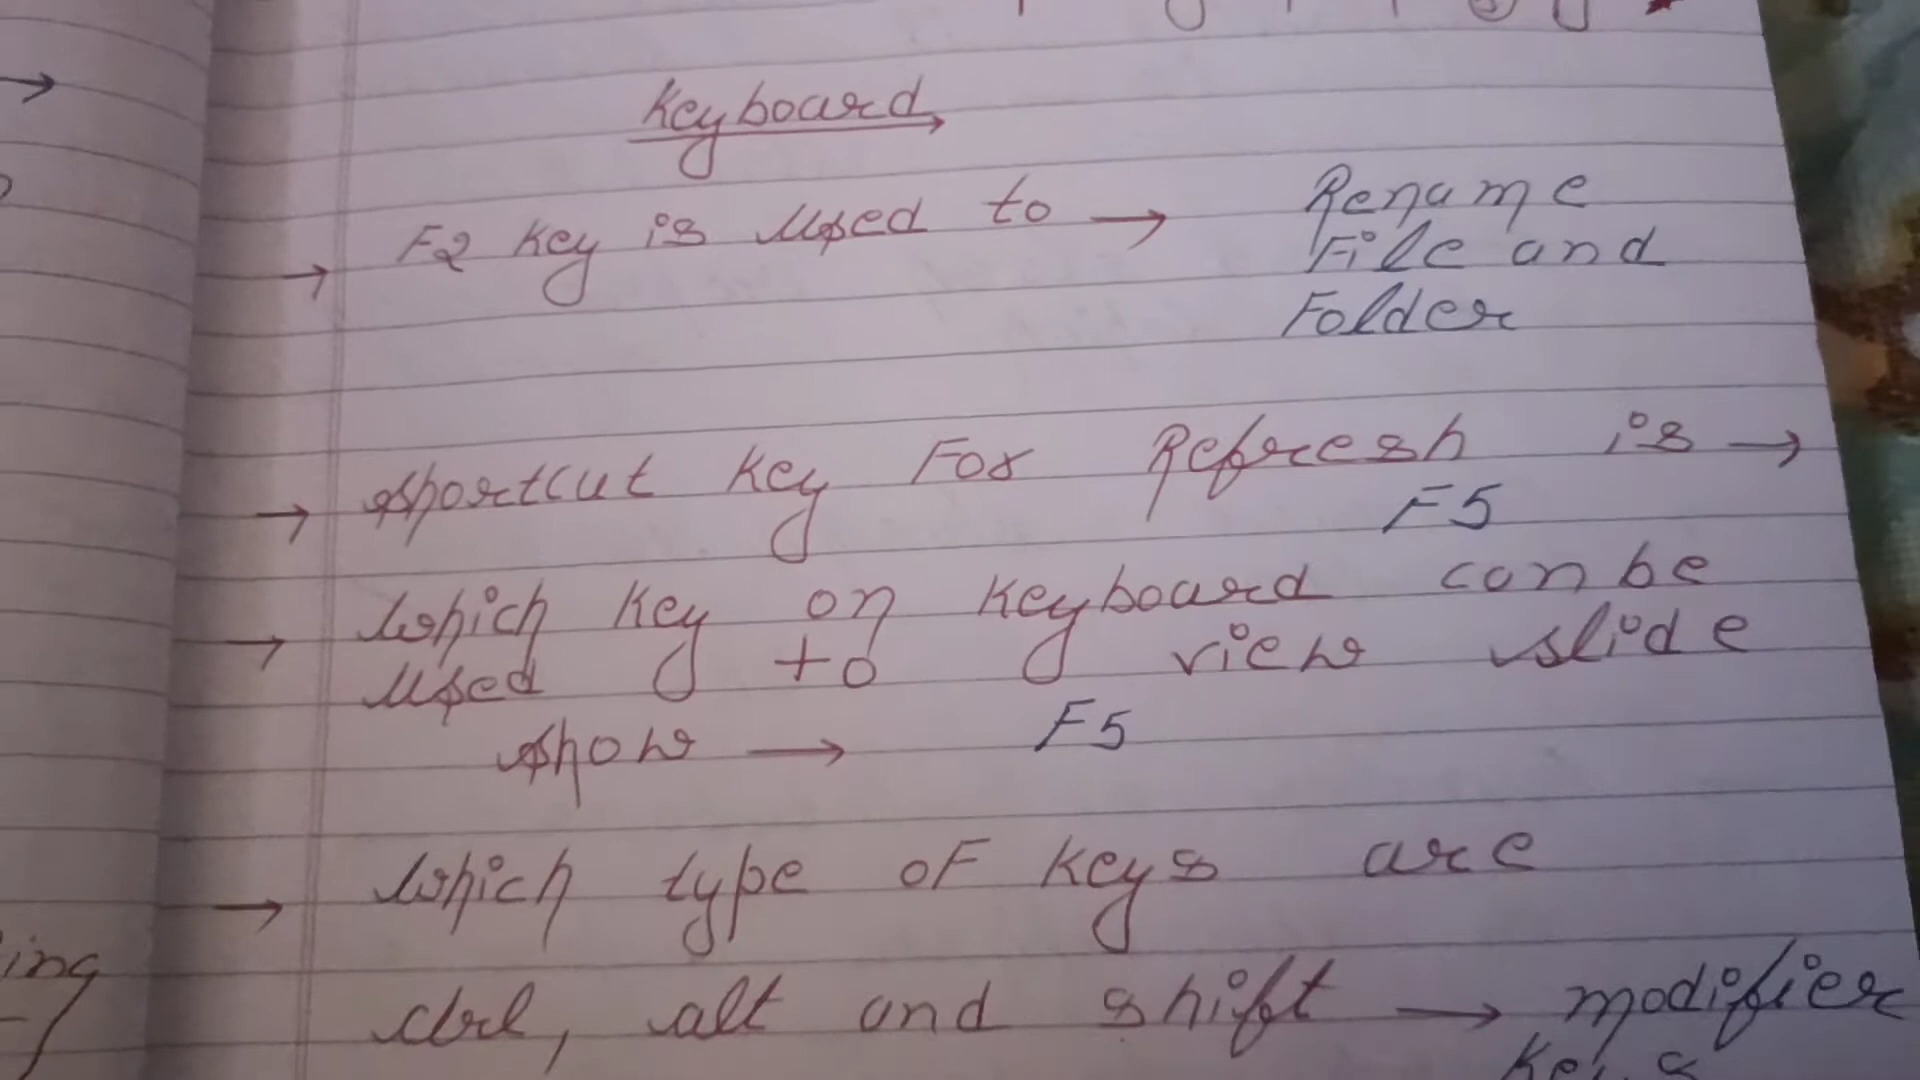 Keyboard
→ F2 key is used to → Rename
File and
Folder
→ shortcut key For Refresh is →
F5
→ which key on keyboard can be
used to view slide
show → F5
→ which type of keys are
ctrl, alt and shift → modifier
keys
ing